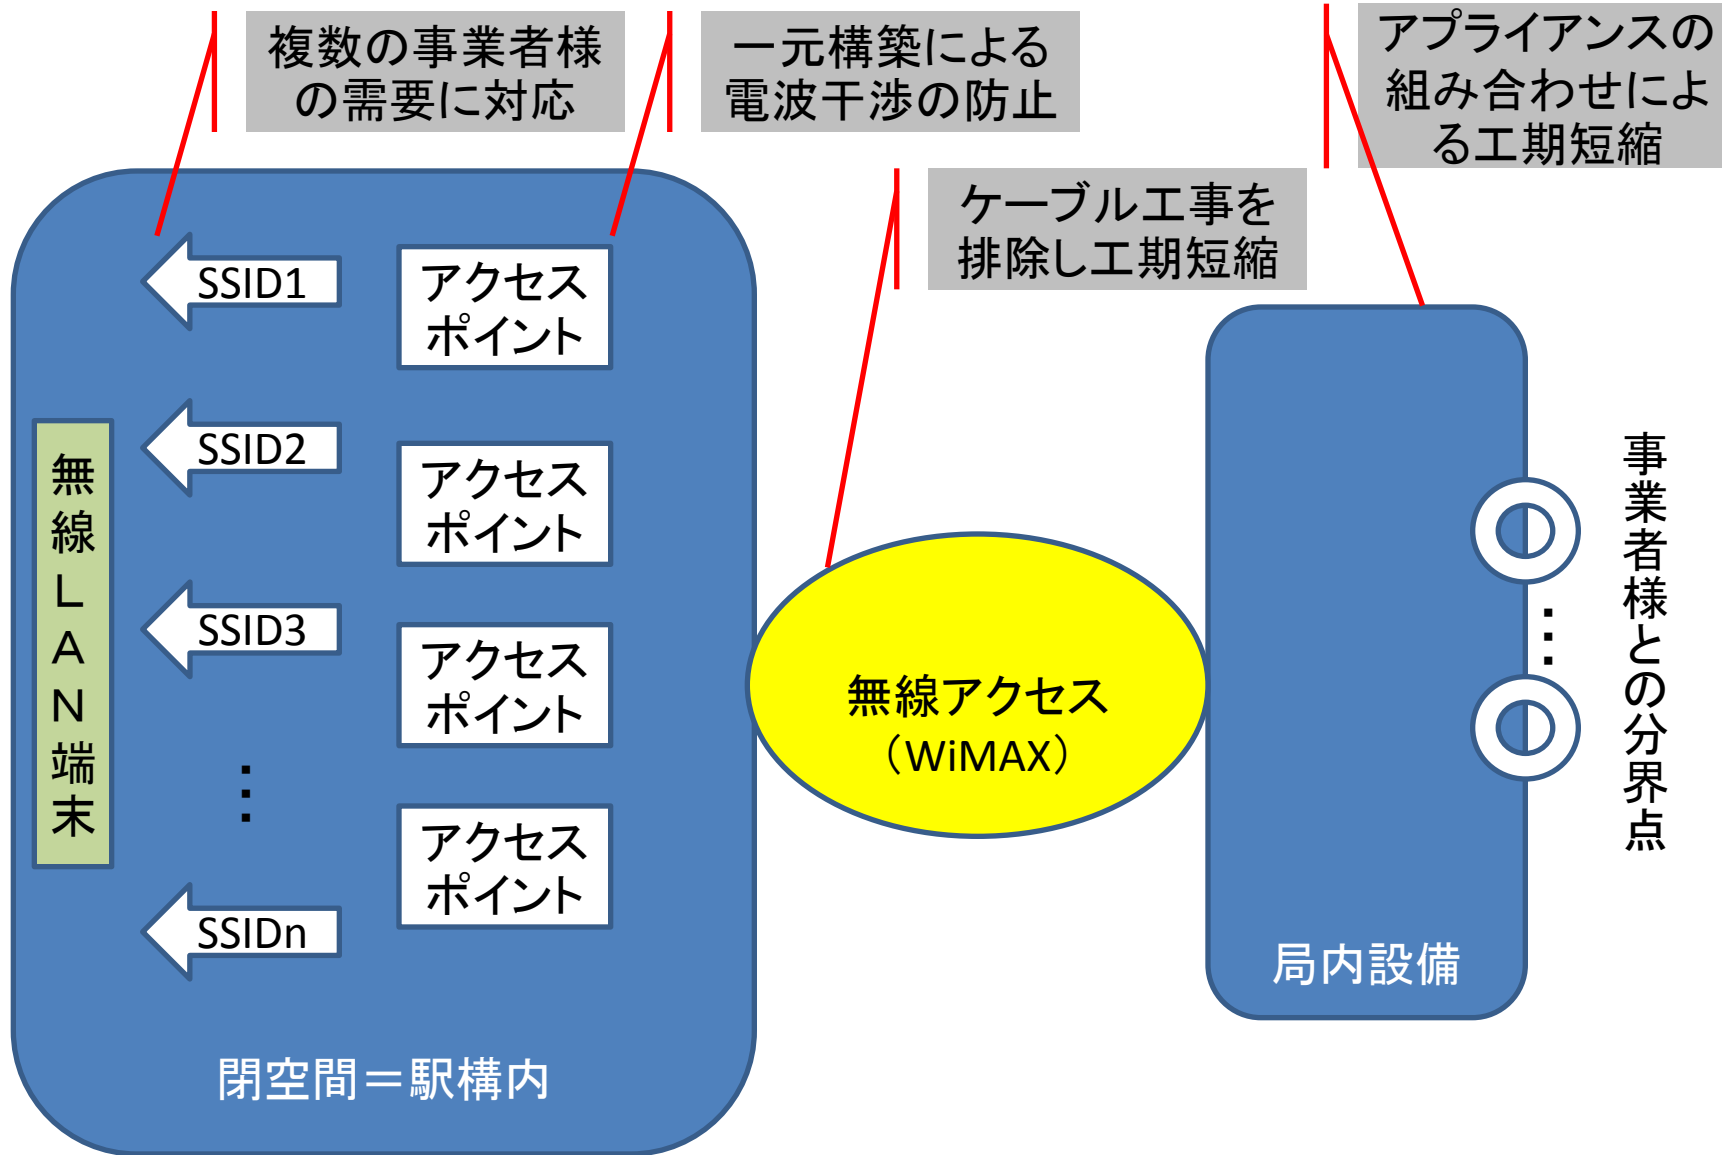 複数の事業者様
の需要に対応
一元構築による
電波干渉の防止
アプライアンスの
組み合わせによ
る工期短縮
ケーブル工事を
排除し工期短縮
SSID1
アクセス
ポイント
SSID2
アクセス
ポイント
SSID3
アクセス
ポイント
⋮
アクセス
ポイント
SSIDn
無線LAN端末
閉空間=駅構内
無線アクセス
(WiMAX)
局内設備
⋮
事業者様との分界点